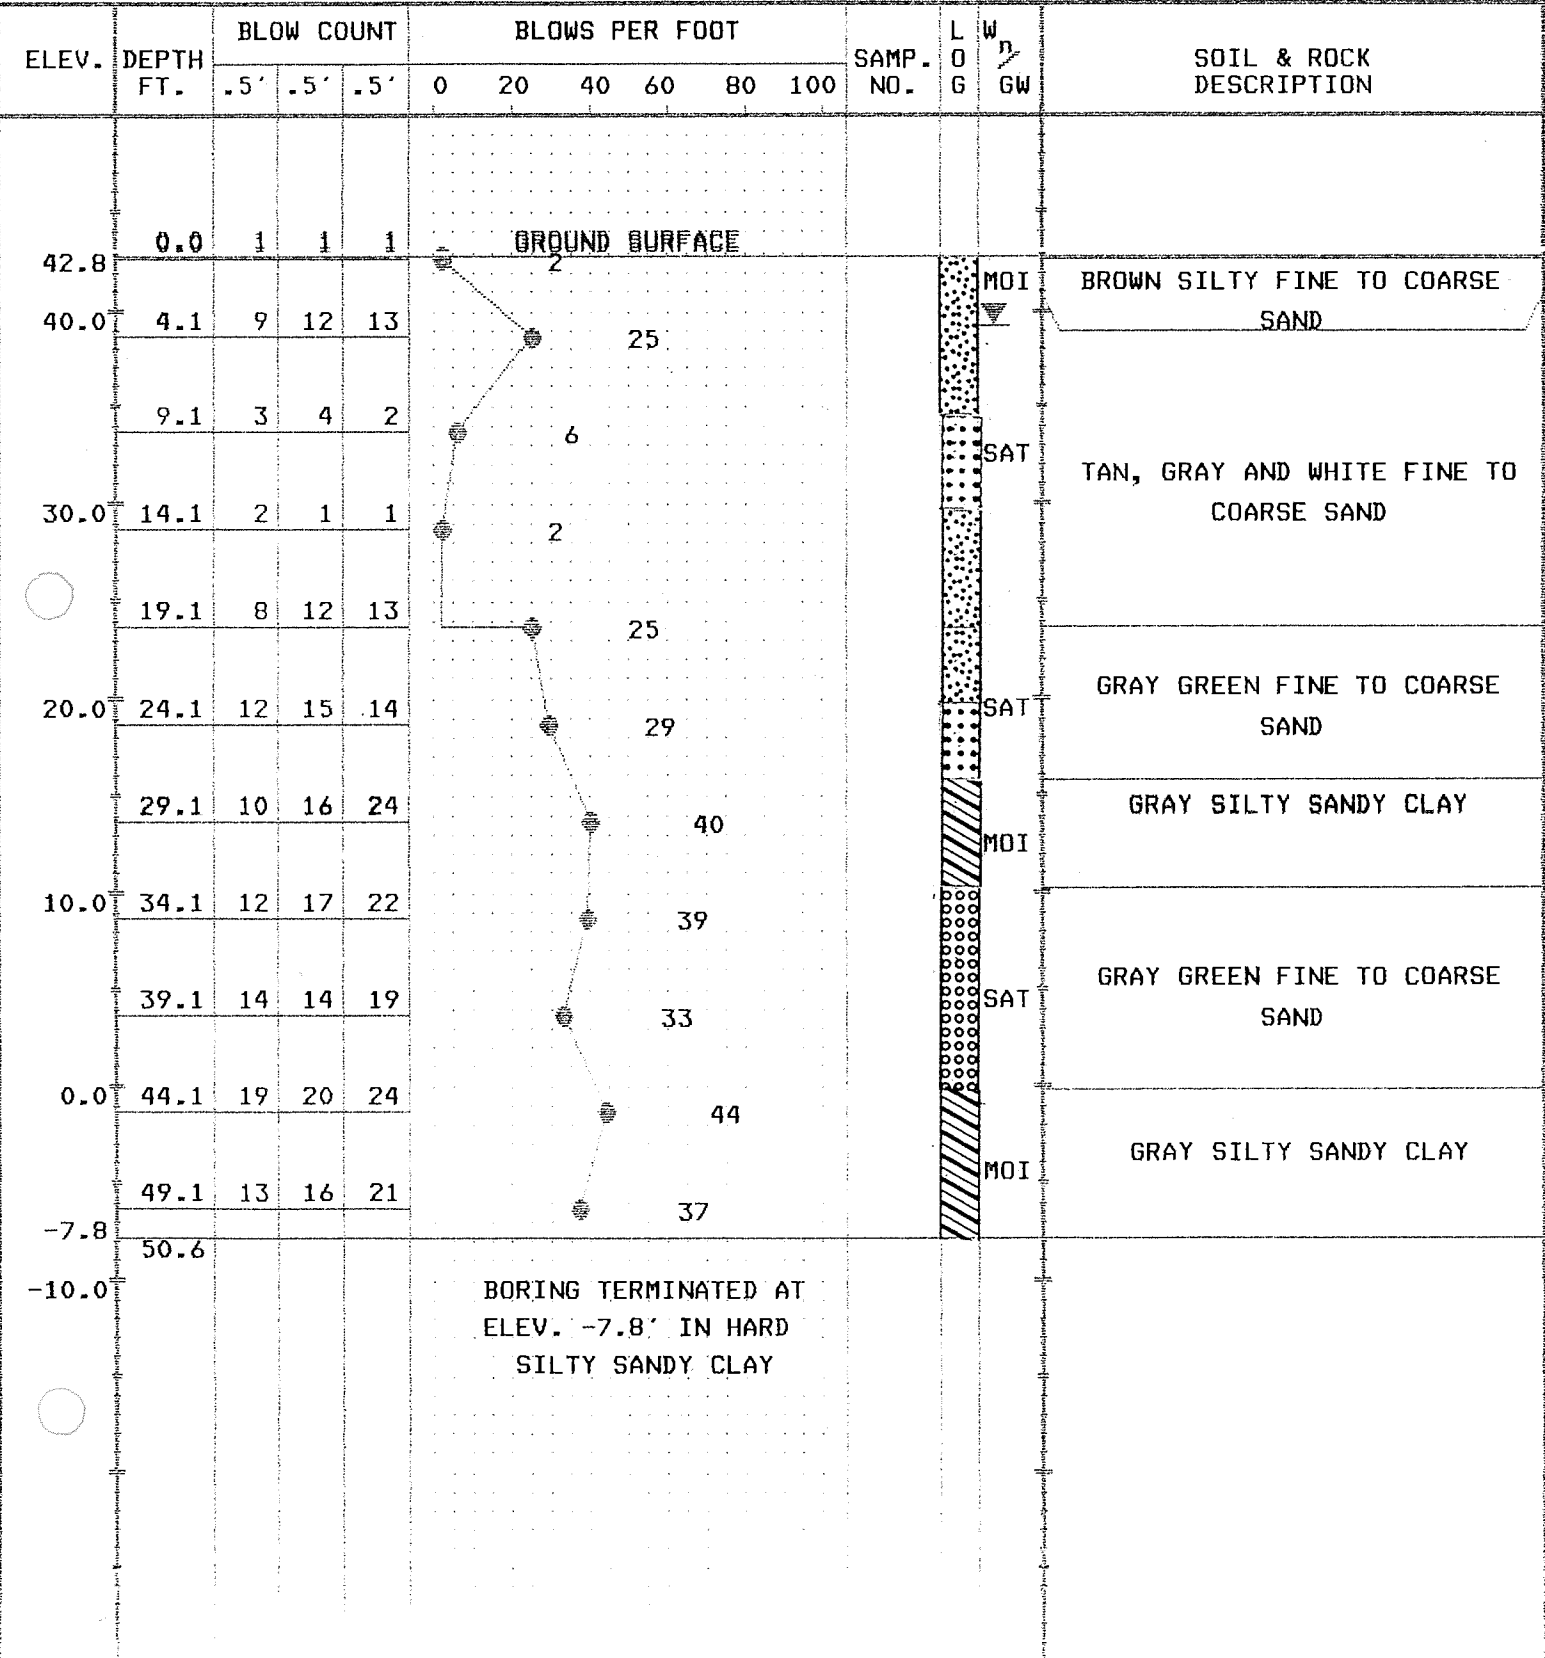 ELEV. DEPTH FT. BLOW COUNT BLOWS PER FOOT SAMP. NO. LOG Wn/GW SOIL & ROCK DESCRIPTION
.5' .5' .5' 0 20 40 60 80 100
0.0 1 1 1 GROUND SURFACE
42.8 2 MOI BROWN SILTY FINE TO COARSE
40.0 4.1 9 12 13 SAND
25
9.1 3 4 2
6
SAT
TAN, GRAY AND WHITE FINE TO
30.0 14.1 2 1 1 COARSE SAND
2
19.1 8 12 13
25
GRAY GREEN FINE TO COARSE
20.0 24.1 12 15 14 SAT
29 SAND
29.1 10 16 24 GRAY SILTY SANDY CLAY
40
MOI
10.0 34.1 12 17 22
39
GRAY GREEN FINE TO COARSE
39.1 14 14 19 SAT
33 SAND
0.0 44.1 19 20 24
44
GRAY SILTY SANDY CLAY
MOI
49.1 13 16 21
37
-7.8
50.6
-10.0 BORING TERMINATED AT
ELEV. -7.8' IN HARD
SILTY SANDY CLAY